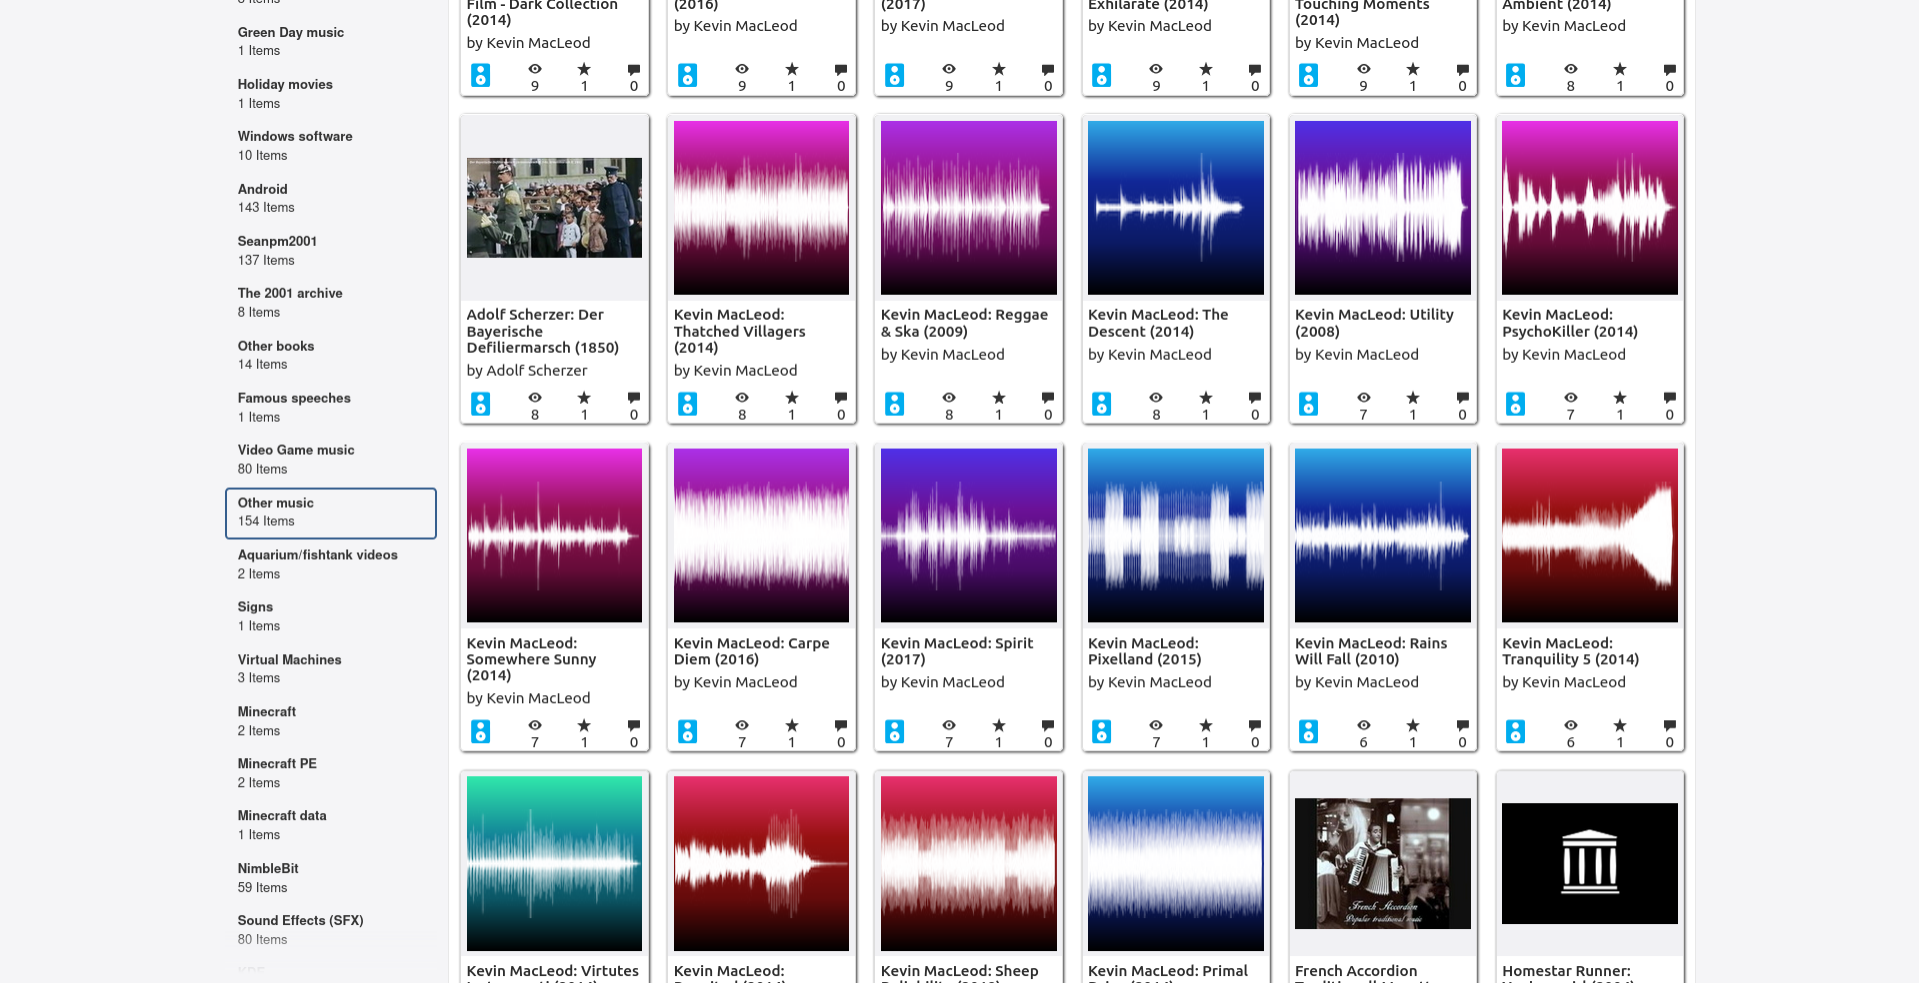 Green Day music
1 Items
Holiday movies
1 Items
Windows software
10 Items
Android
143 Items
Seanpm2001
137 Items
The 2001 archive
8 Items
Other books
14 Items
Famous speeches
1 Items
Video Game music
80 Items
Other music
154 Items
Aquarium/fishtank videos
2 Items
Signs
1 Items
Virtual Machines
3 Items
Minecraft
2 Items
Minecraft PE
2 Items
Minecraft data
1 Items
NimbleBit
59 Items
Sound Effects (SFX)
80 Items
Film - Dark Collection
(2014)
by Kevin MacLeod
9 1 0
(2016)
by Kevin MacLeod
9 1 0
(2017)
by Kevin MacLeod
9 1 0
Exhilarate (2014)
by Kevin MacLeod
9 1 0
Touching Moments
(2014)
by Kevin MacLeod
9 1 0
Ambient (2014)
by Kevin MacLeod
8 1 0
Adolf Scherzer: Der
Bayerische
Defiliermarsch (1850)
by Adolf Scherzer
8 1 0
Kevin MacLeod:
Thatched Villagers
(2014)
by Kevin MacLeod
8 1 0
Kevin MacLeod: Reggae
& Ska (2009)
by Kevin MacLeod
8 1 0
Kevin MacLeod: The
Descent (2014)
by Kevin MacLeod
8 1 0
Kevin MacLeod: Utility
(2008)
by Kevin MacLeod
7 1 0
Kevin MacLeod:
PsychoKiller (2014)
by Kevin MacLeod
7 1 0
Kevin MacLeod:
Somewhere Sunny
(2014)
by Kevin MacLeod
7 1 0
Kevin MacLeod: Carpe
Diem (2016)
by Kevin MacLeod
7 1 0
Kevin MacLeod: Spirit
(2017)
by Kevin MacLeod
7 1 0
Kevin MacLeod:
Pixelland (2015)
by Kevin MacLeod
7 1 0
Kevin MacLeod: Rains
Will Fall (2010)
by Kevin MacLeod
6 1 0
Kevin MacLeod:
Tranquility 5 (2014)
by Kevin MacLeod
6 1 0
Kevin MacLeod: Virtutes
Kevin MacLeod:
Kevin MacLeod: Sheep
Kevin MacLeod: Primal
French Accordion
Popular traditional music
French Accordion
Homestar Runner: